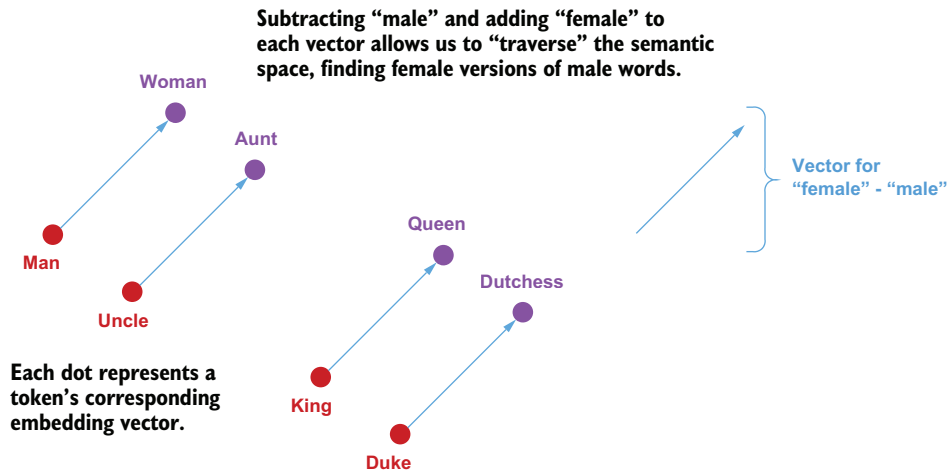 Subtracting “male” and adding “female” to
each vector allows us to “traverse” the semantic
space, finding female versions of male words.
Woman
Aunt
Vector for
“female” - “male”
Man
Queen
Uncle
Dutchess
Each dot represents a
token’s corresponding
embedding vector.
King
Duke